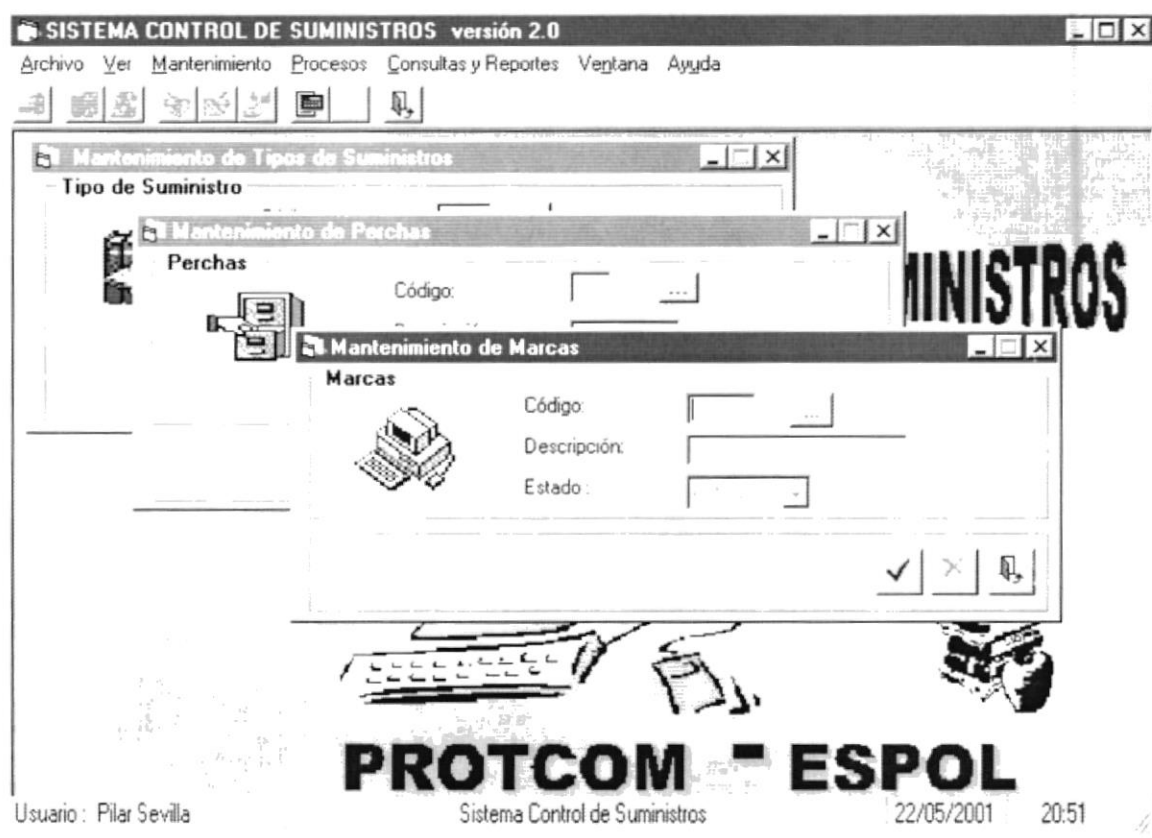 SISTEMA CONTROL DE SUMINISTROS versión 2.0
Archivo Ver Mantenimiento Procesos Consultas y Reportes Ventana Ayuda
Mantenimiento de Tipos de Suministros
Tipo de Suministro
Mantenimiento de Perchas
Perchas
Código: ...
MINISTROS
Mantenimiento de Marcas
Marcas
Código: ...
Descripción:
Estado :
PROTCOM - ESPOL
Usuario : Pilar Sevilla Sistema Control de Suministros 22/05/2001 20:51